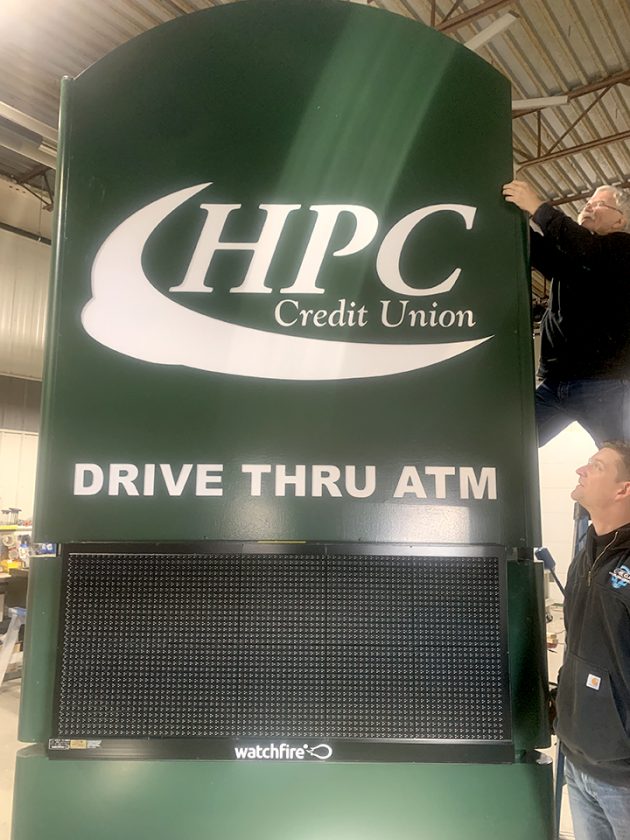 HPC
Credit Union
DRIVE THRU ATM
watchfire